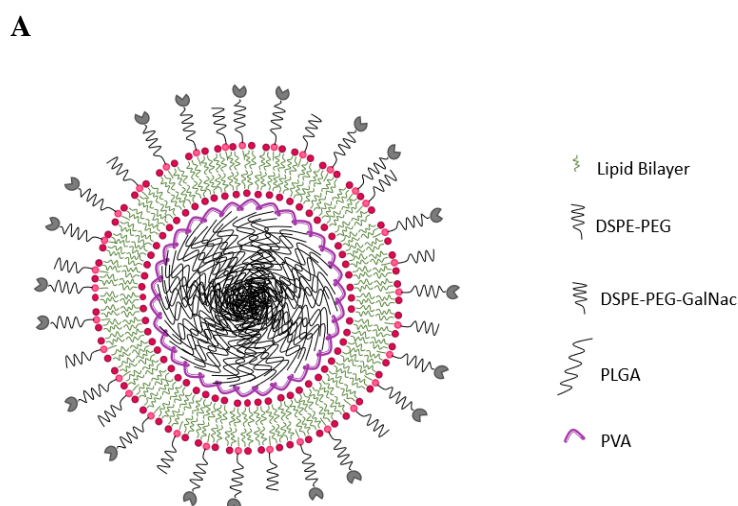 A
Lipid Bilayer
DSPE-PEG
DSPE-PEG-GalNac
PLGA
PVA